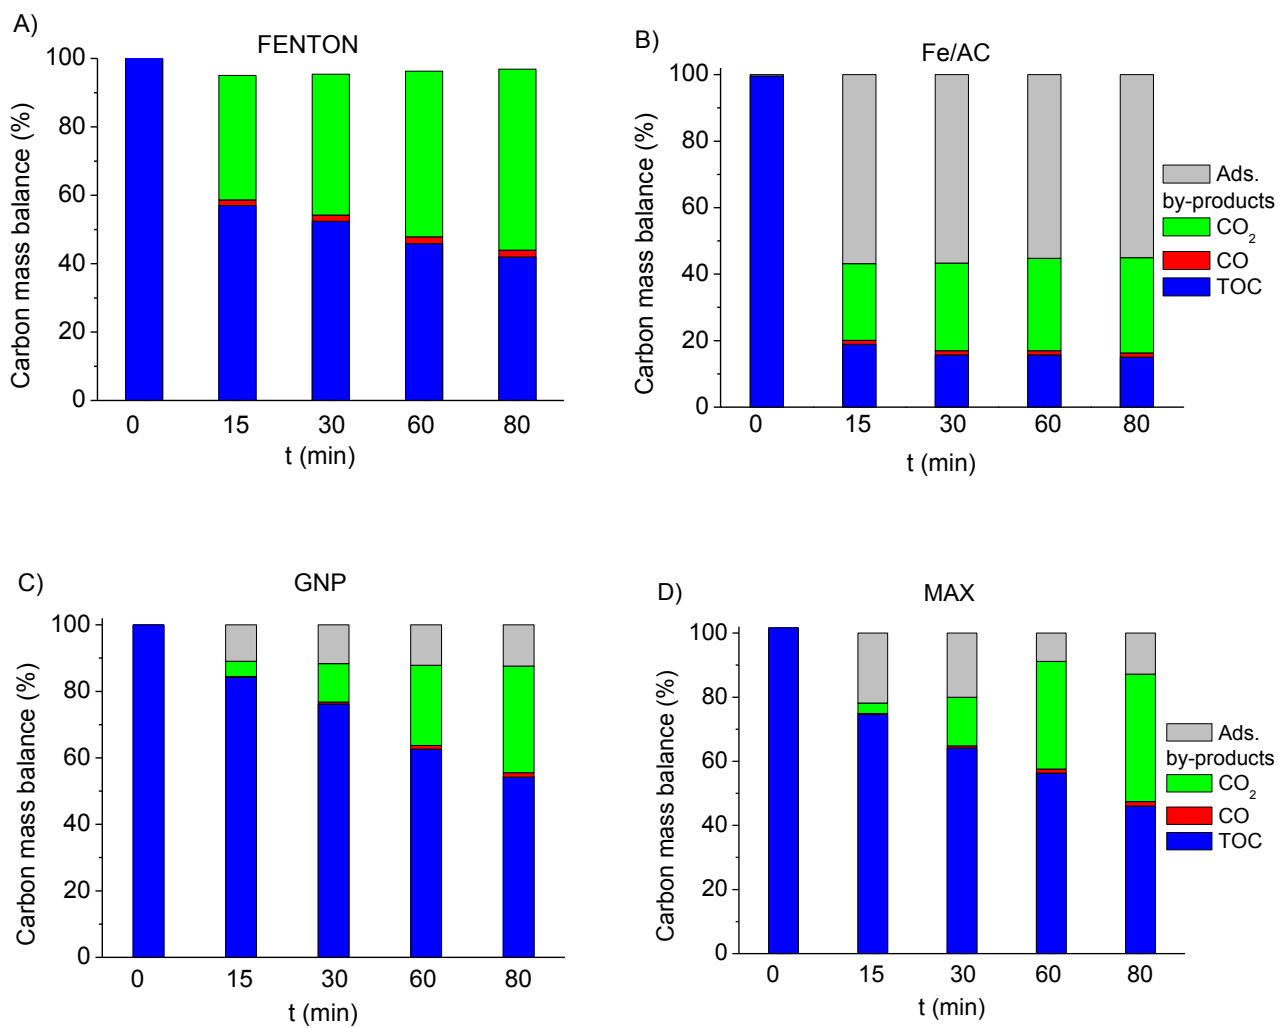 A)
FENTON
Carbon mass balance (%)
100
80
60
40
20
0
0 15 30 60 80
t (min)
B)
Fe/AC
Carbon mass balance (%)
100
80
60
40
20
0
0 15 30 60 80
t (min)
Ads.
by-products
CO2
CO
TOC
C)
GNP
Carbon mass balance (%)
100
80
60
40
20
0
0 15 30 60 80
t (min)
D)
MAX
Carbon mass balance (%)
100
80
60
40
20
0
0 15 30 60 80
t (min)
Ads.
by-products
CO2
CO
TOC